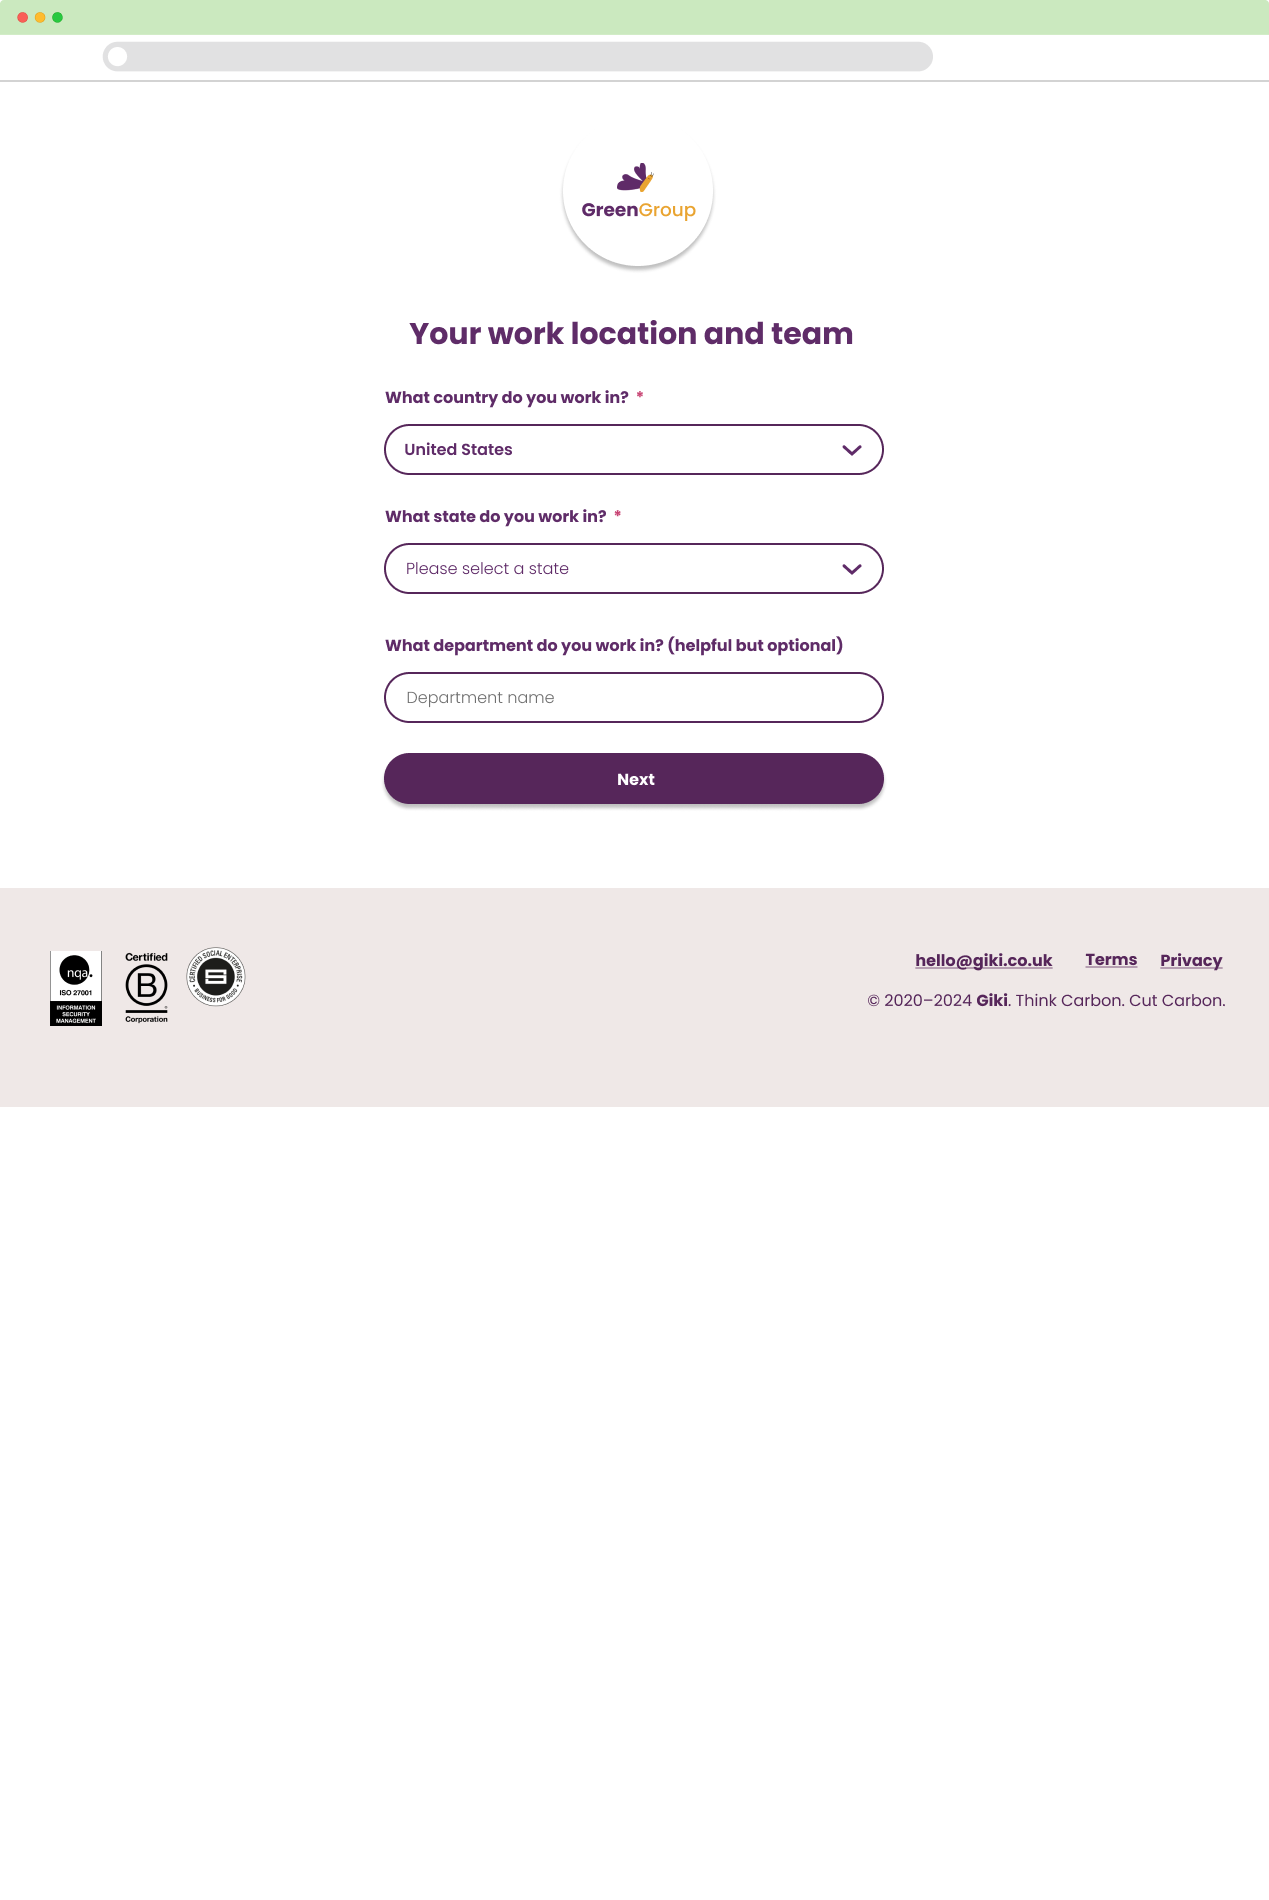 GreenGroup
Your work location and team
What country do you work in? *
United States
What state do you work in? *
Please select a state
What department do you work in? (helpful but optional)
Department name
Next
nqa.
ISO 27001
INFORMATION
SECURITY
MANAGEMENT
Certified
B
®
Corporation
CERTIFIED SOCIAL ENTERPRISE
BUSINESS FOR GOOD
hello@giki.co.uk Terms Privacy
© 2020–2024 Giki. Think Carbon. Cut Carbon.